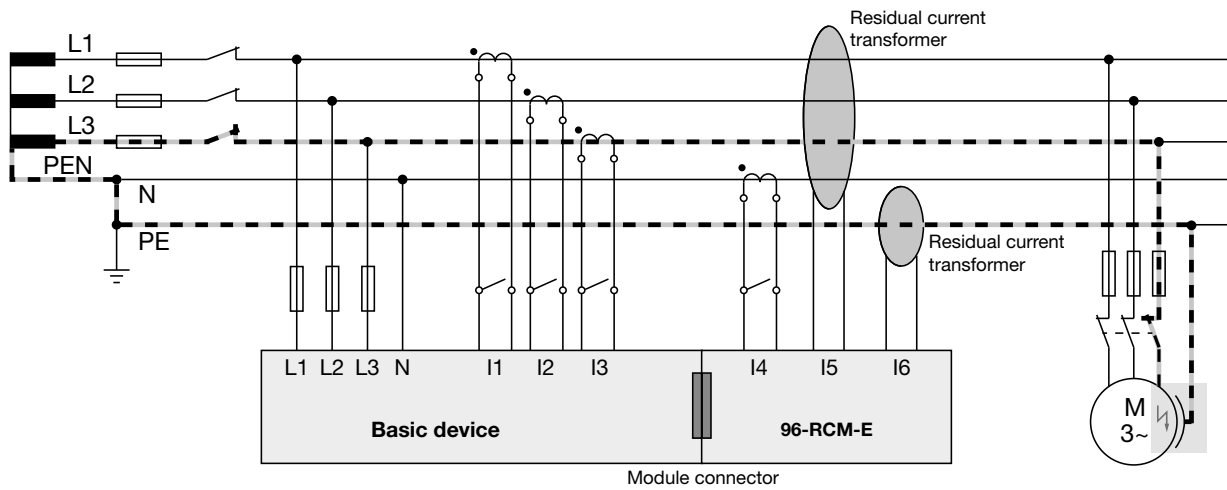 Residual current
transformer
L1
L2
L3
PEN
N
PE
Residual current
transformer
L1 L2 L3 N I1 I2 I3 I4 I5 I6
Basic device
96-RCM-E
M
3~
Module connector